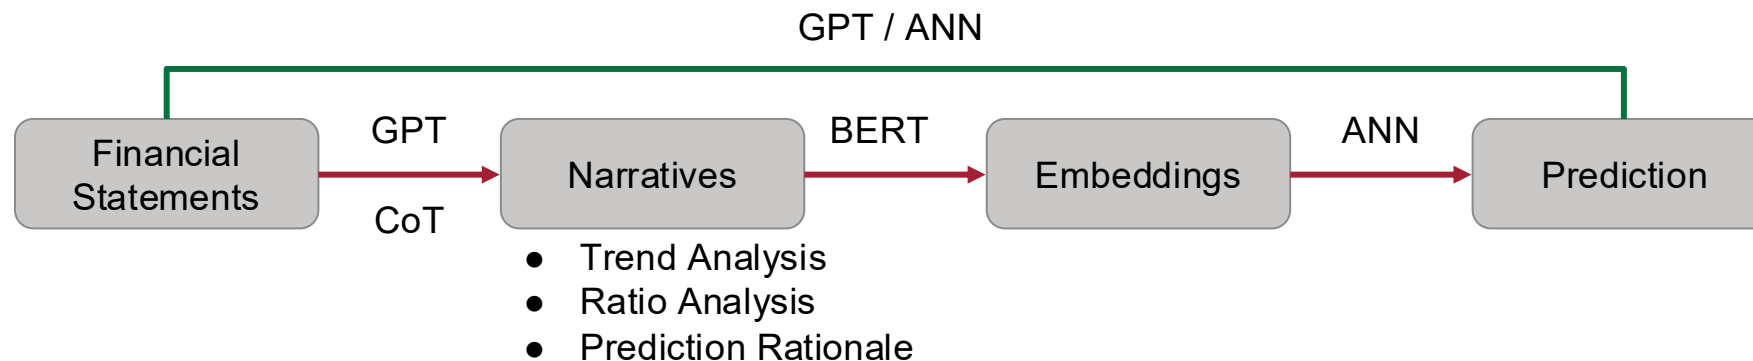 GPT / ANN
Financial
Statements
GPT
CoT
Narratives
BERT
Embeddings
ANN
Prediction
● Trend Analysis
● Ratio Analysis
● Prediction Rationale